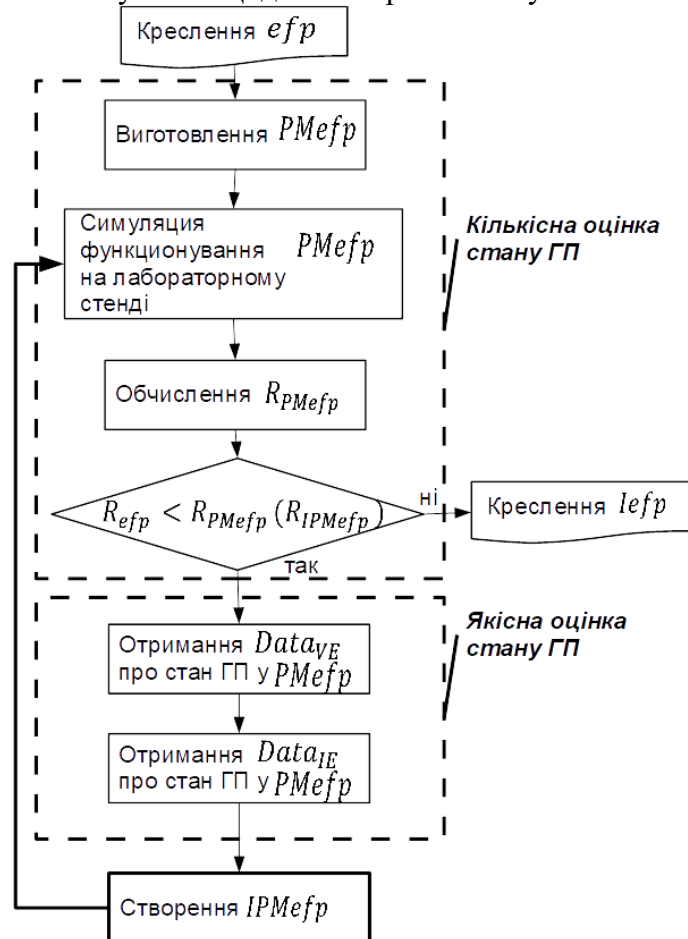 Креслення efp
Виготовлення PMefp
Симуляция
функционування PMefp
на лабораторному
стенді
Кількісна оцінка
стану ГП
Обчислення R_PMefp
R_efp < R_PMefp (R_IPMefp)
ні
Креслення Iefp
так
Якісна оцінка
стану ГП
Отримання Data_VE
про стан ГП у PMefp
Отримання Data_IE
про стан ГП у PMefp
Створення IPMefp